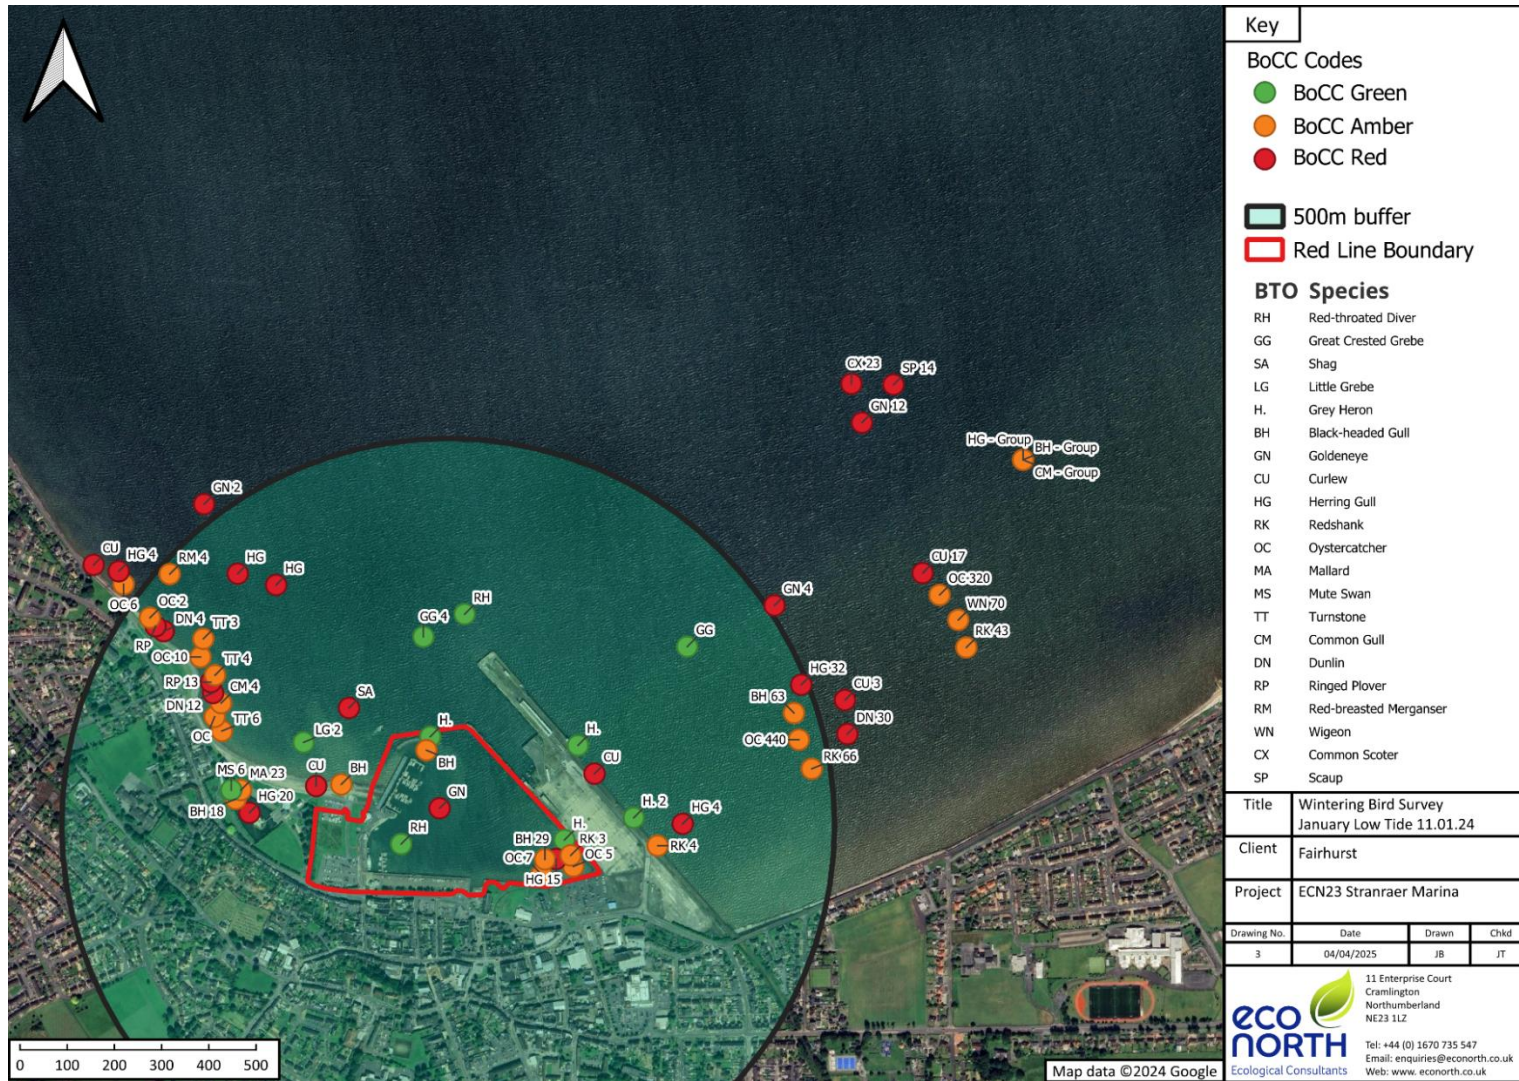 CX 23
SP 14
GN 12
HG - Group
BH - Group
CM - Group
GN 2
CU
HG 4
RM 4
HG
HG
CU 17
OC 320
WN 70
RK 43
OC 6
OC 2
DN 4
TT 3
RP
OC 10
TT 4
RP 13
CM 4
DN 12
TT 6
OC
GG 4
RH
GG
GN 4
HG 32
CU 3
BH 63
DN 30
OC 440
RK 66
SA
LG 2
H.
BH
H.
CU
MS 6
MA 23
CU
BH
BH 18
HG 20
GN
RH
H. 2
HG 4
RK 4
H.
BH 29
RK 3
OC 7
OC 5
HG 15
0 100 200 300 400 500
Map data ©2024 Google
Key
BoCC Codes
BoCC Green
BoCC Amber
BoCC Red
500m buffer
Red Line Boundary
BTO Species
RH Red-throated Diver
GG Great Crested Grebe
SA Shag
LG Little Grebe
H. Grey Heron
BH Black-headed Gull
GN Goldeneye
CU Curlew
HG Herring Gull
RK Redshank
OC Oystercatcher
MA Mallard
MS Mute Swan
TT Turnstone
CM Common Gull
DN Dunlin
RP Ringed Plover
RM Red-breasted Merganser
WN Wigeon
CX Common Scoter
SP Scaup
Title Wintering Bird Survey
January Low Tide 11.01.24
Client Fairhurst
Project ECN23 Stranraer Marina
Drawing No. Date Drawn Chkd
3 04/04/2025 JB JT
eco
NORTH
Ecological Consultants
11 Enterprise Court
Cramlington
Northumberland
NE23 1LZ
Tel: +44 (0) 1670 735 547
Email: enquiries@econorth.co.uk
Web: www. econorth.co.uk